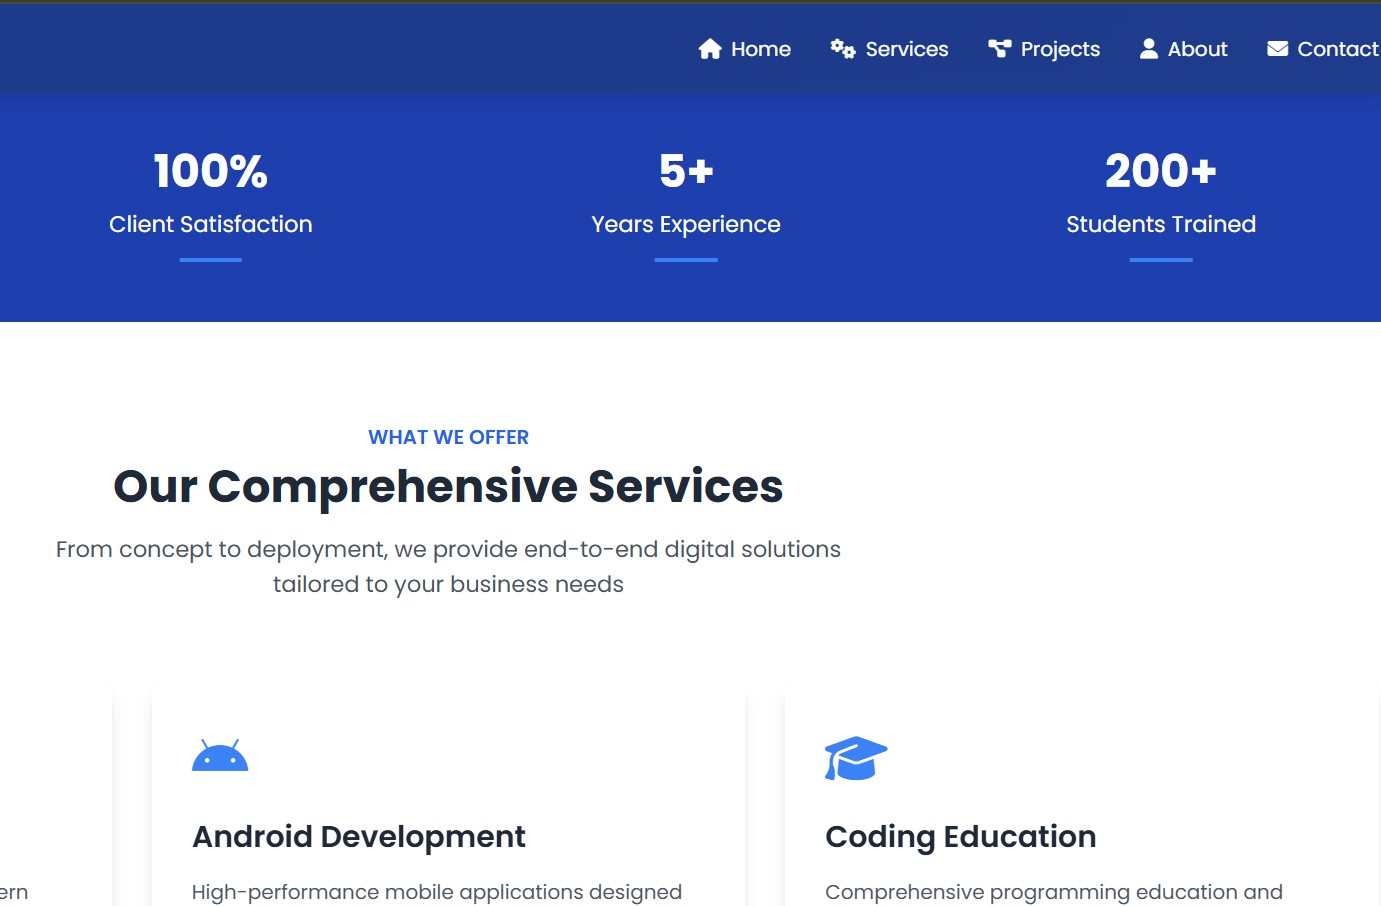 Home Services Projects About Contact
100% 5+ 200+
Client Satisfaction Years Experience Students Trained
WHAT WE OFFER
Our Comprehensive Services
From concept to deployment, we provide end-to-end digital solutions
tailored to your business needs
Android Development Coding Education
ern High-performance mobile applications designed Comprehensive programming education and